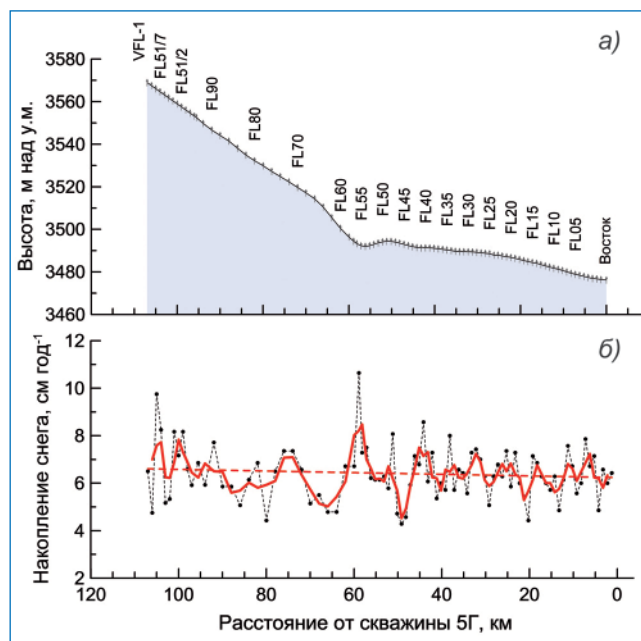 а)
Высота, м над у.м.
3580
3560
3540
3520
3500
3480
3460
VFL-1
FL51/7
FL51/2
FL90
FL80
FL70
FL60
FL55
FL50
FL45
FL40
FL35
FL30
FL25
FL20
FL15
FL10
FL05
Восток
б)
Накопление снега, см год⁻¹
12
10
8
6
4
2
120 100 80 60 40 20 0
Расстояние от скважины 5Г, км